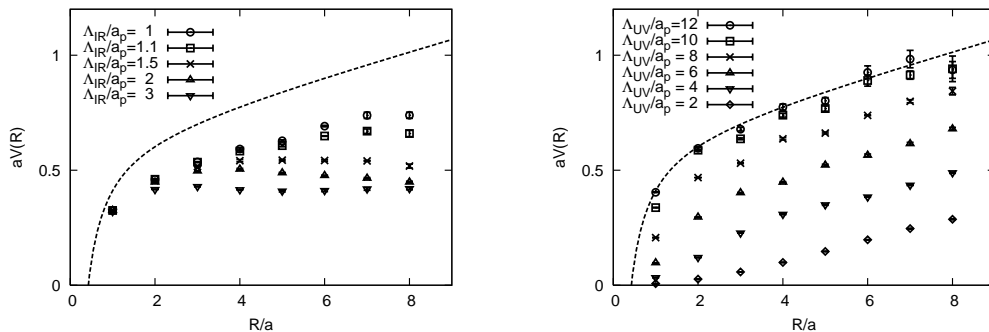 Λ_IR/a_p= 1
Λ_IR/a_p=1.1
Λ_IR/a_p=1.5
Λ_IR/a_p= 2
Λ_IR/a_p= 3
1
0.5
0
0 2 4 6 8
aV(R)
R/a
Λ_UV/a_p=12
Λ_UV/a_p=10
Λ_UV/a_p= 8
Λ_UV/a_p= 6
Λ_UV/a_p= 4
Λ_UV/a_p= 2
1
0.5
0
0 2 4 6 8
aV(R)
R/a